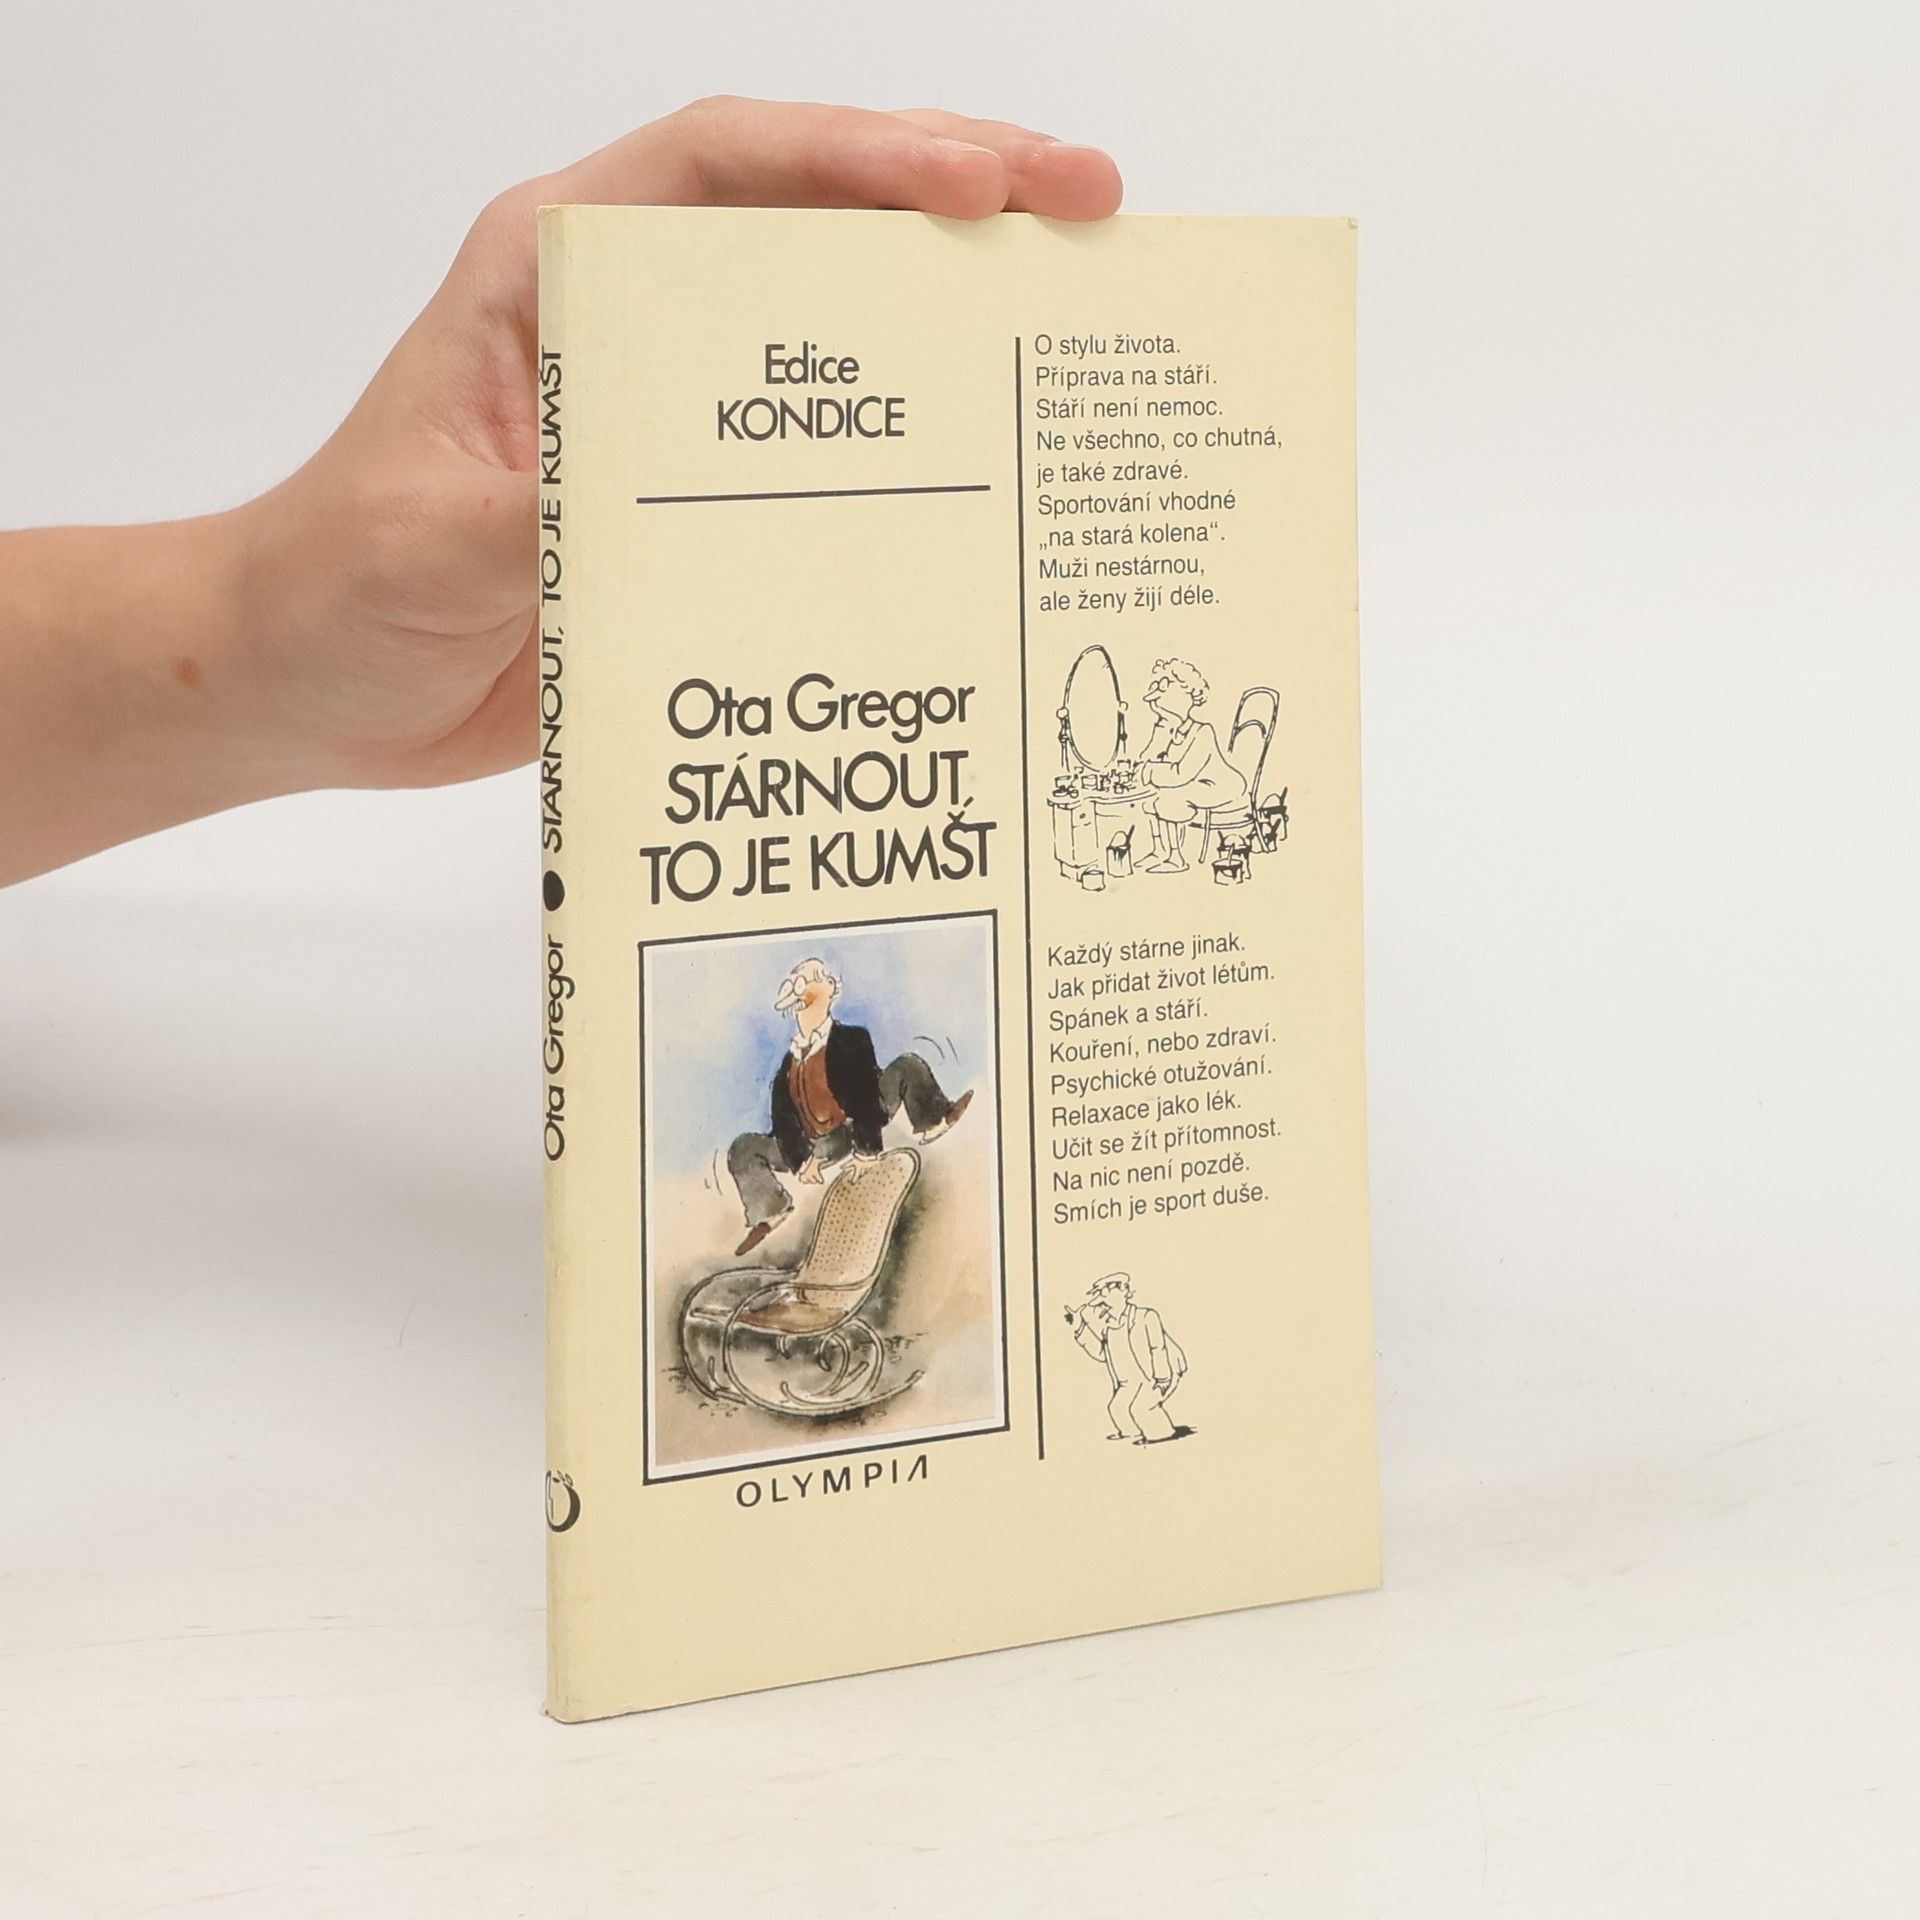 Ota Gregor ● STÁRNOUT, TO JE KUMŠT
Edice
KONDICE
Ota Gregor
STÁRNOUT,
TO JE KUMŠT
OLYMPIA
O stylu života.
Příprava na stáří.
Stáří není nemoc.
Ne všechno, co chutná,
je také zdravé.
Sportování vhodné
„na stará kolena“.
Muži nestárnou,
ale ženy žijí déle.
Každý stárne jinak.
Jak přidat život létům.
Spánek a stáří.
Kouření, nebo zdraví.
Psychické otužování.
Relaxace jako lék.
Učit se žít přítomnost.
Na nic není pozdě.
Smích je sport duše.